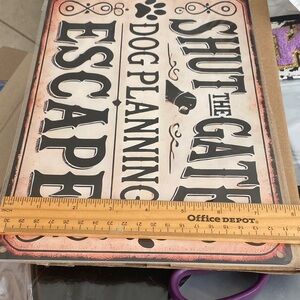 SHUT THE GATE
DOG PLANNING
ESCAPE
Office DEPOT